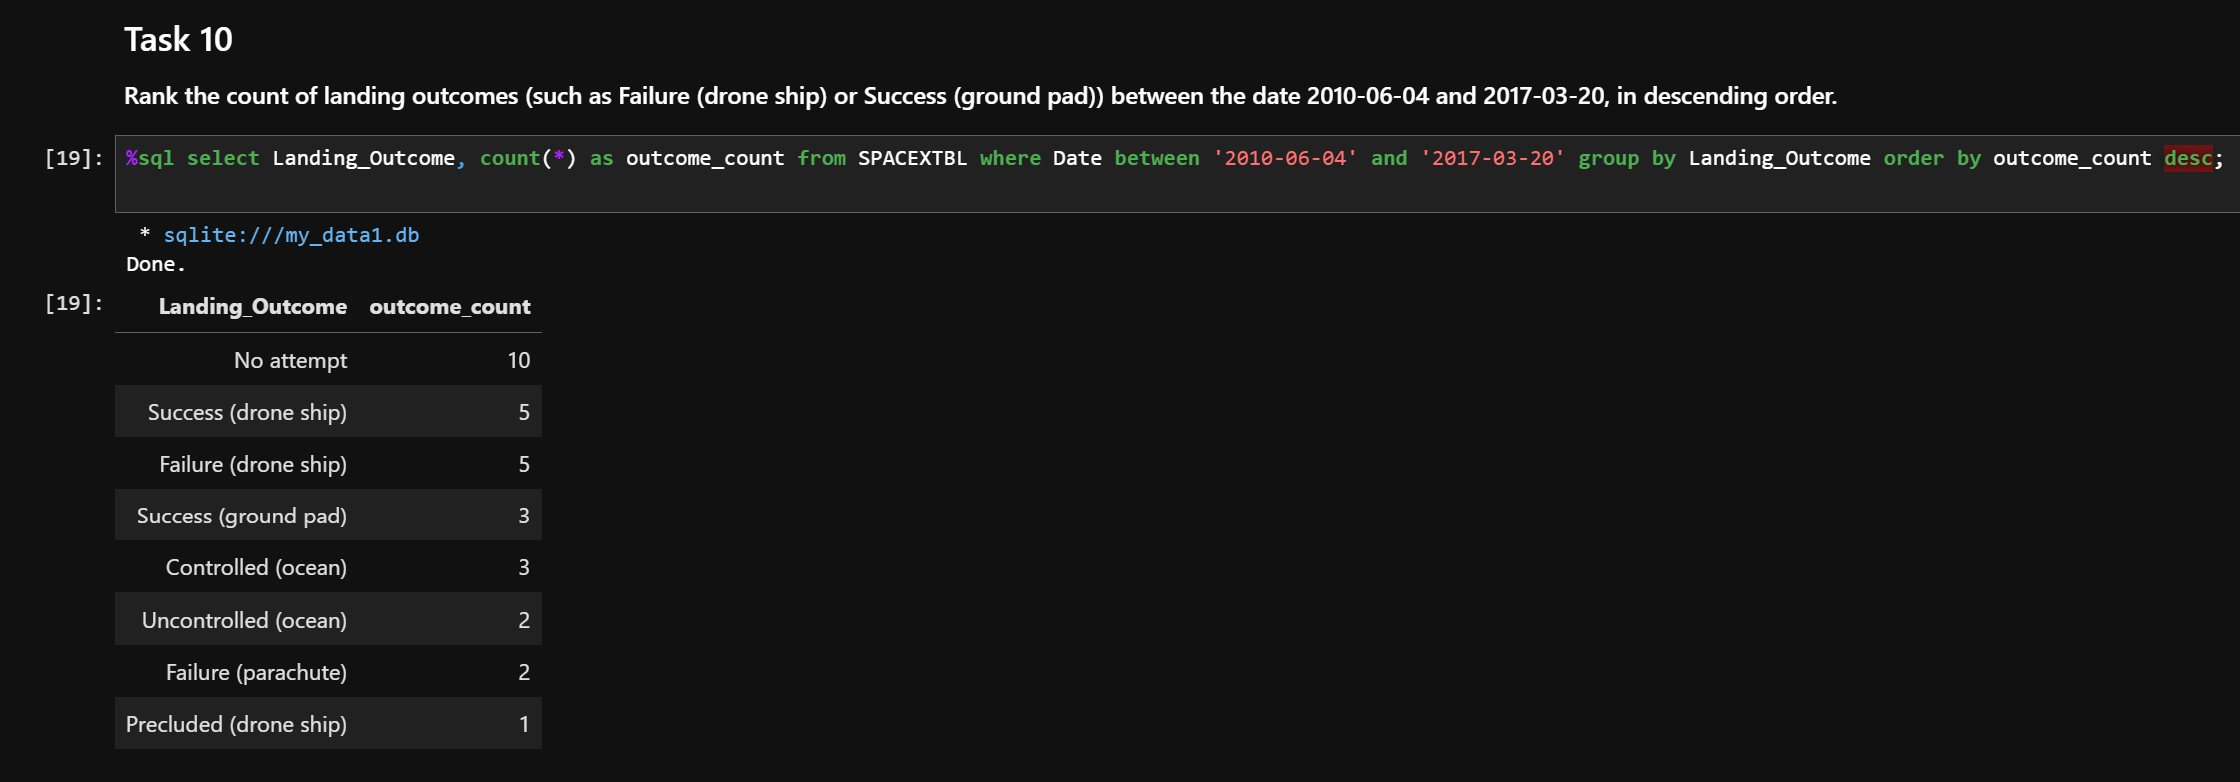 Task 10
Rank the count of landing outcomes (such as Failure (drone ship) or Success (ground pad)) between the date 2010-06-04 and 2017-03-20, in descending order.
[19]: %sql select Landing_Outcome, count(*) as outcome_count from SPACEXTBL where Date between '2010-06-04' and '2017-03-20' group by Landing_Outcome order by outcome_count desc;
* sqlite:///my_data1.db
Done.
[19]: Landing_Outcome outcome_count
No attempt 10
Success (drone ship) 5
Failure (drone ship) 5
Success (ground pad) 3
Controlled (ocean) 3
Uncontrolled (ocean) 2
Failure (parachute) 2
Precluded (drone ship) 1